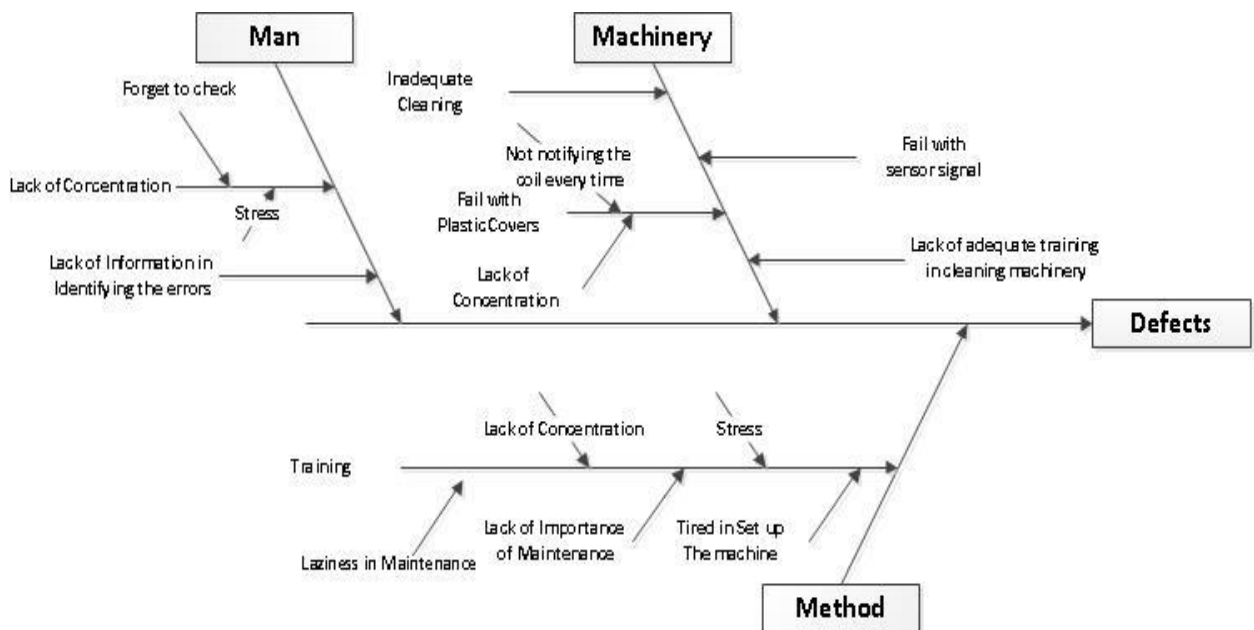 Man
Machinery
Forget to check
Inadequate
Cleaning
Not notifying the
coil every time
Fail with
sensor signal
Lack of Concentration
Stress
Fail with
Plastic Covers
Lack of Information in
Identifying the errors
Lack of
Concentration
Lack of adequate training
in cleaning machinery
Defects
Lack of Concentration
Stress
Training
Laziness in Maintenance
Lack of Importance
of Maintenance
Tired in Set up
The machine
Method